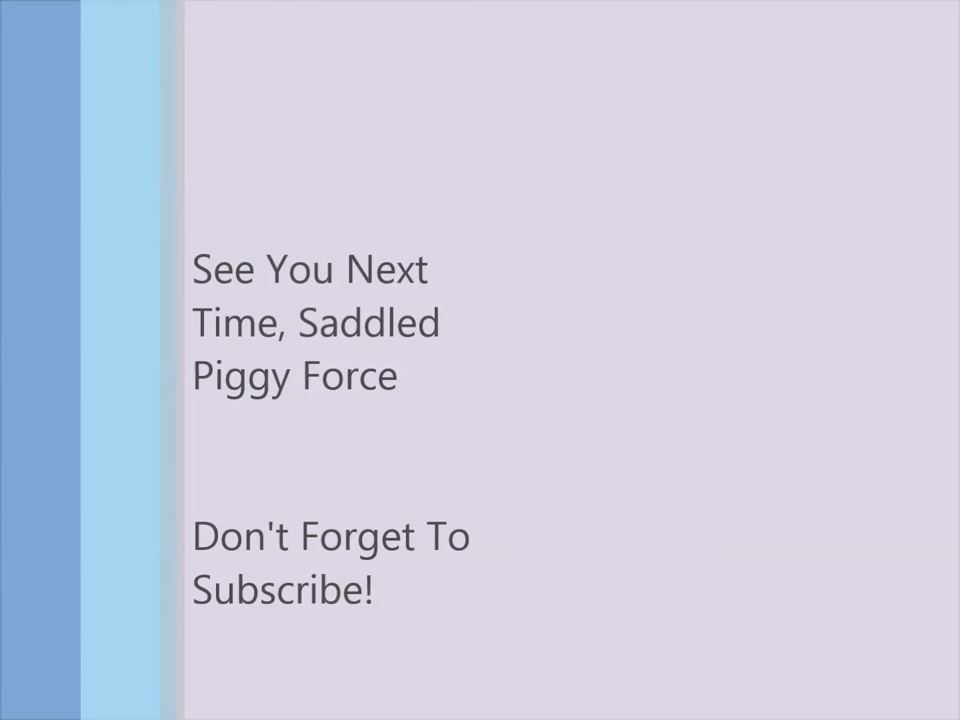 See You Next
Time, Saddled
Piggy Force
Don't Forget To
Subscribe!